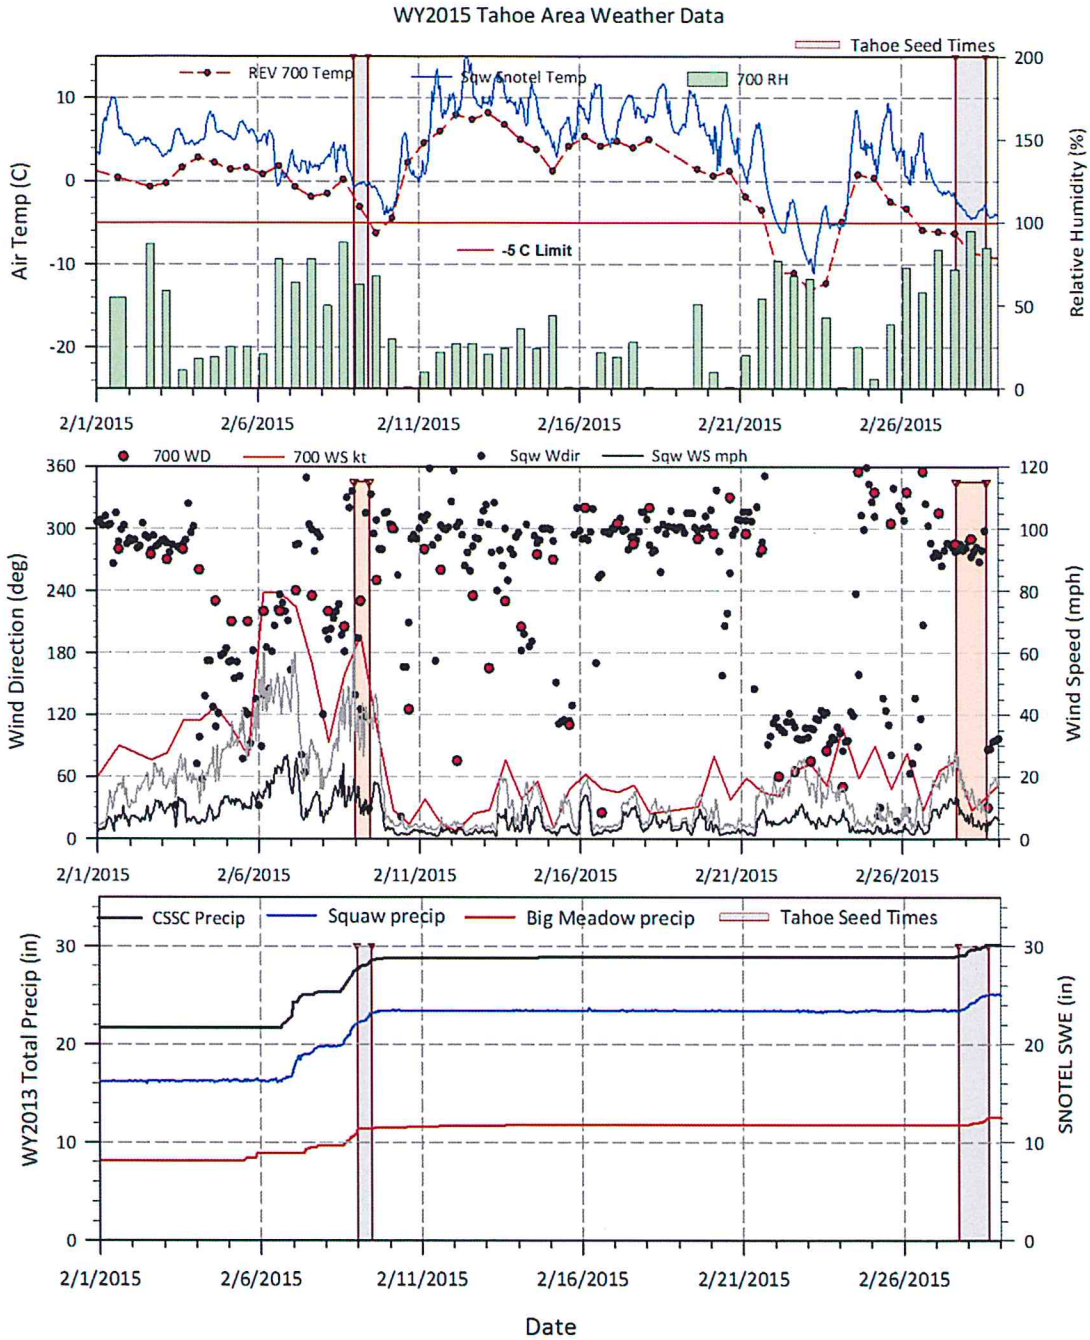 WY2015 Tahoe Area Weather Data
Tahoe Seed Times
REV 700 Temp Sqw Snotel Temp 700 RH
Air Temp (C)
10
0
-10
-20
-5 C Limit
200
150
100
50
0
Relative Humidity (%)
2/1/2015 2/6/2015 2/11/2015 2/16/2015 2/21/2015 2/26/2015
700 WD 700 WS kt Sqw Wdir Sqw WS mph
Wind Direction (deg)
360
300
240
180
120
60
0
120
100
80
60
40
20
0
Wind Speed (mph)
2/1/2015 2/6/2015 2/11/2015 2/16/2015 2/21/2015 2/26/2015
CSSC Precip Squaw precip Big Meadow precip Tahoe Seed Times
WY2013 Total Precip (in)
30
20
10
0
30
20
10
0
SNOTEL SWE (in)
2/1/2015 2/6/2015 2/11/2015 2/16/2015 2/21/2015 2/26/2015
Date